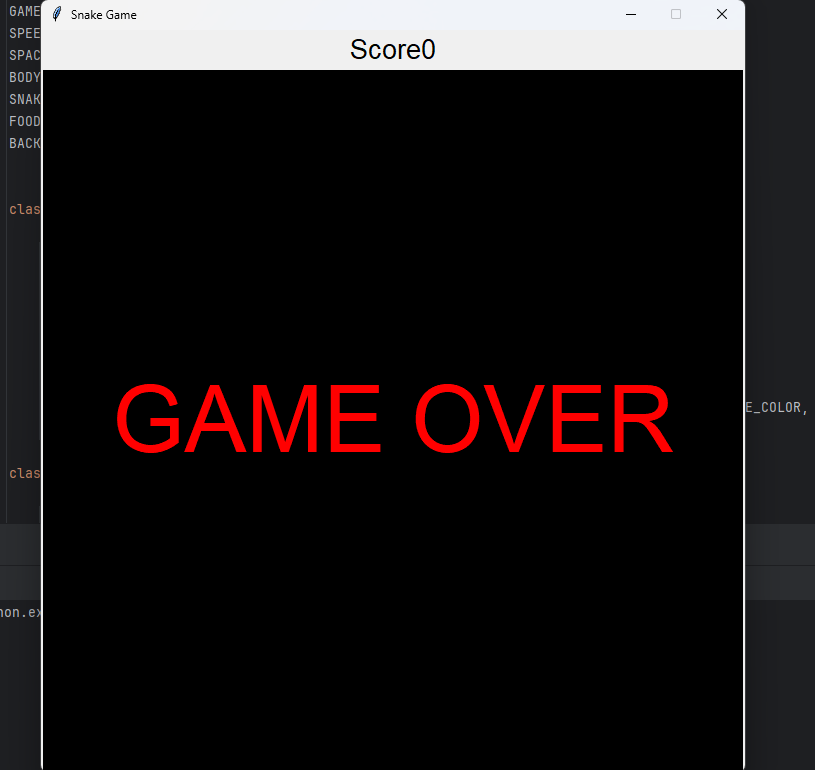 Snake Game
Score0
GAME
SPEE
SPAC
BODY
SNAK
FOOD
BACK
clas
GAME OVER
E_COLOR,
clas
non.ex